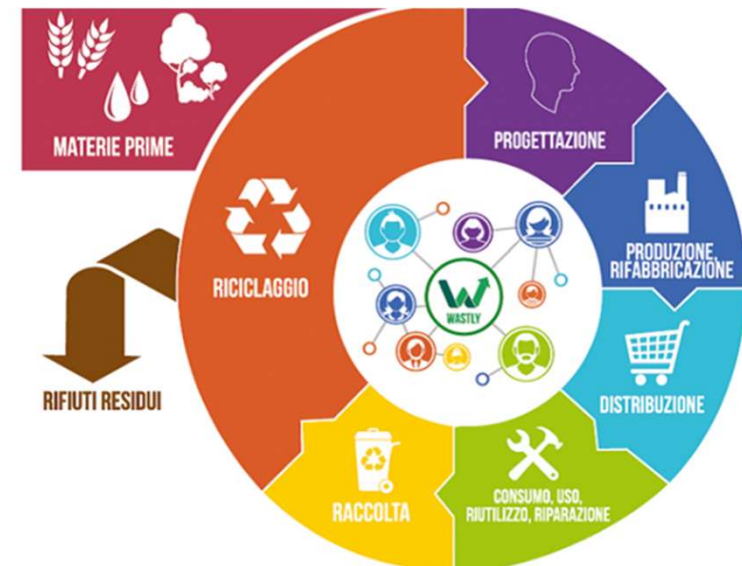 MATERIE PRIME
PROGETTAZIONE
PRODUZIONE,
RIFABBRICAZIONE
RICICLAGGIO
WASTLY
RIFIUTI RESIDUI
DISTRIBUZIONE
CONSUMO, USO,
RIUTILIZZO, RIPARAZIONE
RACCOLTA